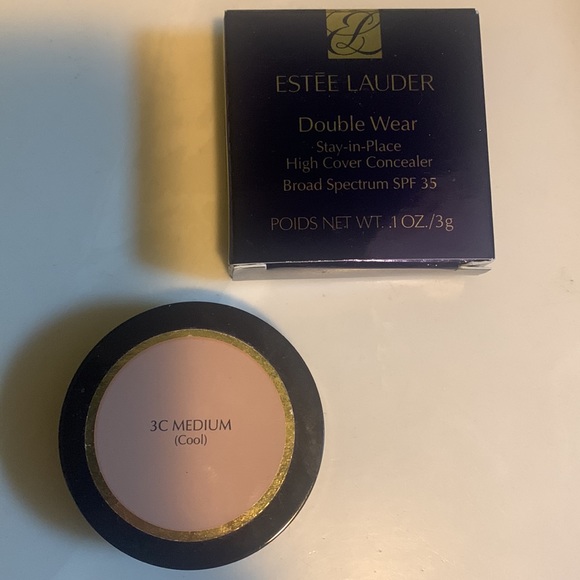 EL
ESTĒE LAUDER
Double Wear
Stay-in-Place
High Cover Concealer
Broad Spectrum SPF 35
POIDS NET WT. .1 OZ./3g
3C MEDIUM
(Cool)